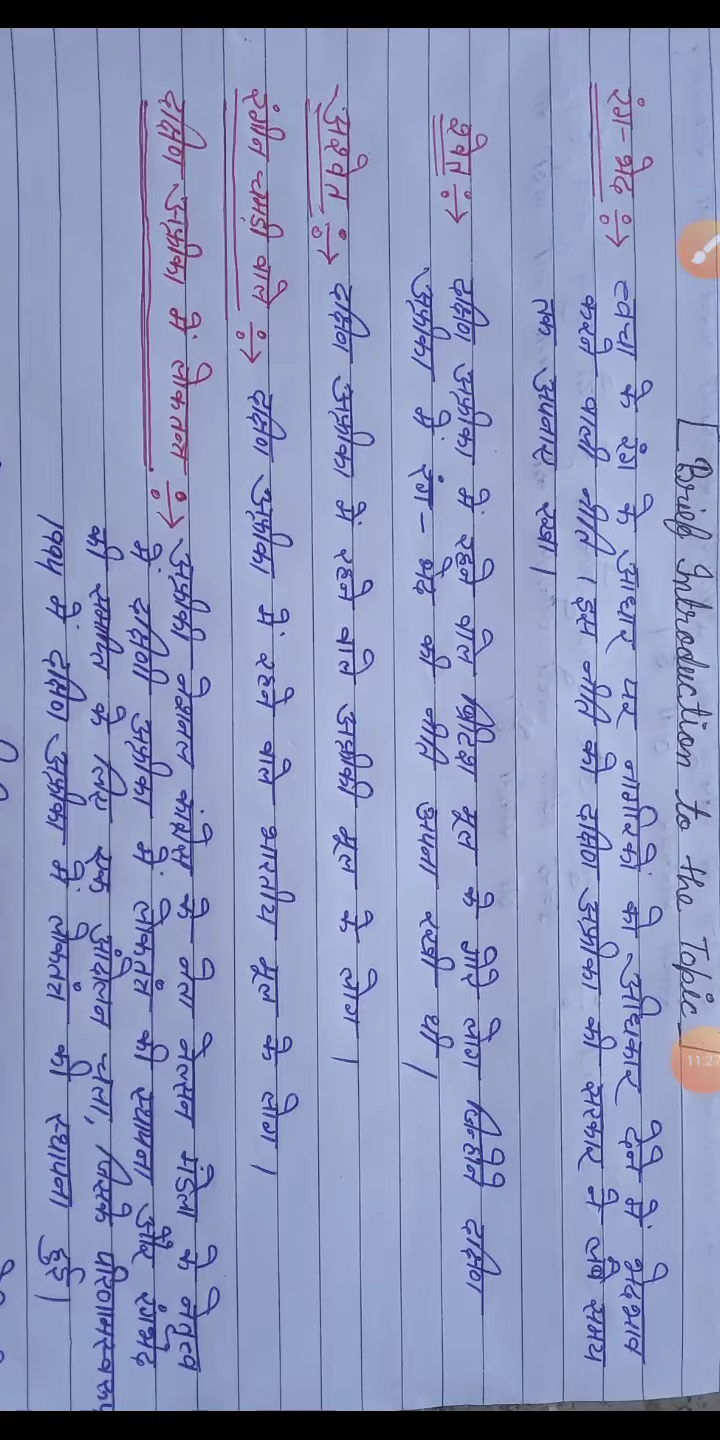 [Brief Introduction to the Topic]
रंग-भेद ÷→ त्वचा के रंग के आधार पर नागरिकों को अधिकार देने में भेदभाव
करने वाली नीति। इस नीति को दक्षिण अफ्रीका की सरकार ने लंबे समय
तक अपनाए रखा।
श्वेत ÷→ दक्षिण अफ्रीका में रहने वाले ब्रिटिश मूल के गोरे लोग जिन्होंने दक्षिण
अफ्रीका में रंग-भेद की नीति अपना रखी थी।
अश्वेत ÷→ दक्षिण अफ्रीका में रहने वाले अफ्रीकी मूल के लोग।
रंगीन चमड़ी वाले ÷→ दक्षिण अफ्रीका में रहने वाले भारतीय मूल के लोग।
दक्षिण अफ्रीका में लोकतन्त्र ÷→ अफ्रीकी नेशनल कांग्रेस के नेता नेल्सन मंडेला के नेतृत्व
में दक्षिणी अफ्रीका में लोकतंत्र की स्थापना और रंगभेद
की समाप्ति के लिए एक आंदोलन चला, जिसके परिणामस्वरूप
1994 में दक्षिण अफ्रीका में लोकतंत्र की स्थापना हुई।
11:27